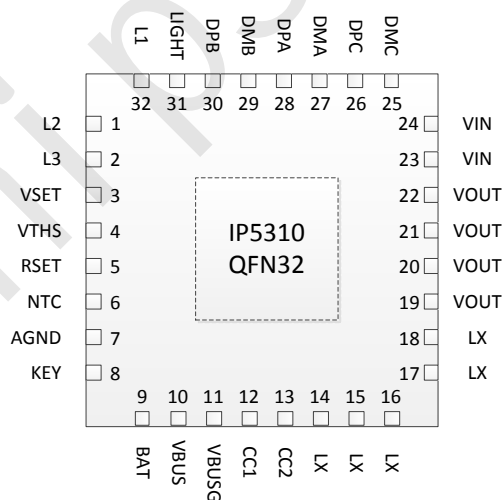 L1 LIGHT DPB DMB DPA DMA DPC DMC
32 31 30 29 28 27 26 25
L2 1 24 VIN
L3 2 23 VIN
VSET 3 22 VOUT
VTHS 4 21 VOUT
RSET 5 20 VOUT
NTC 6 19 VOUT
AGND 7 18 LX
KEY 8 17 LX
IP5310
QFN32
9 10 11 12 13 14 15 16
BAT VBUS VBUSG CC1 CC2 LX LX LX